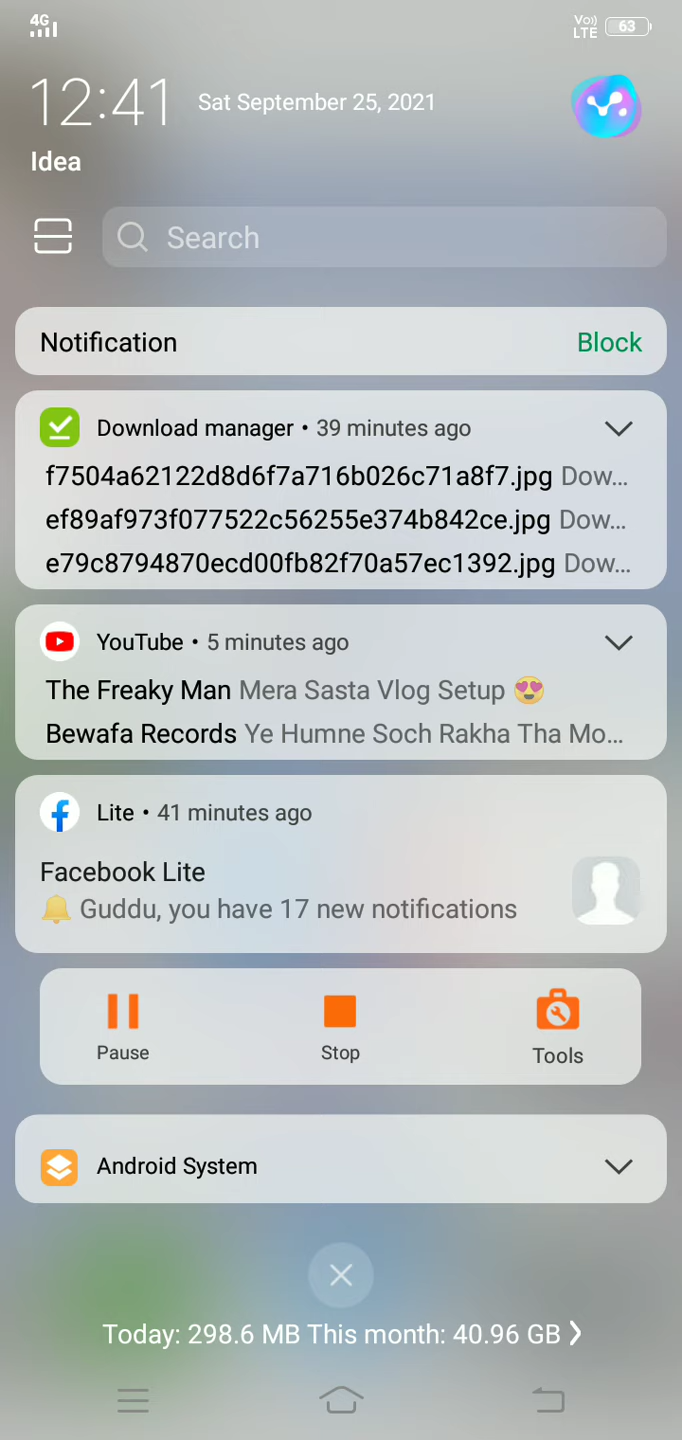 4G
Vo)) LTE 63
12:41 Sat September 25, 2021
Idea
Search
Notification Block
Download manager • 39 minutes ago
f7504a62122d8d6f7a716b026c71a8f7.jpg Dow...
ef89af973f077522c56255e374b842ce.jpg Dow...
e79c8794870ecd00fb82f70a57ec1392.jpg Dow...
YouTube • 5 minutes ago
The Freaky Man Mera Sasta Vlog Setup 😍
Bewafa Records Ye Humne Soch Rakha Tha Mo...
Lite • 41 minutes ago
Facebook Lite
🔔 Guddu, you have 17 new notifications
Pause Stop Tools
Android System
Today: 298.6 MB This month: 40.96 GB